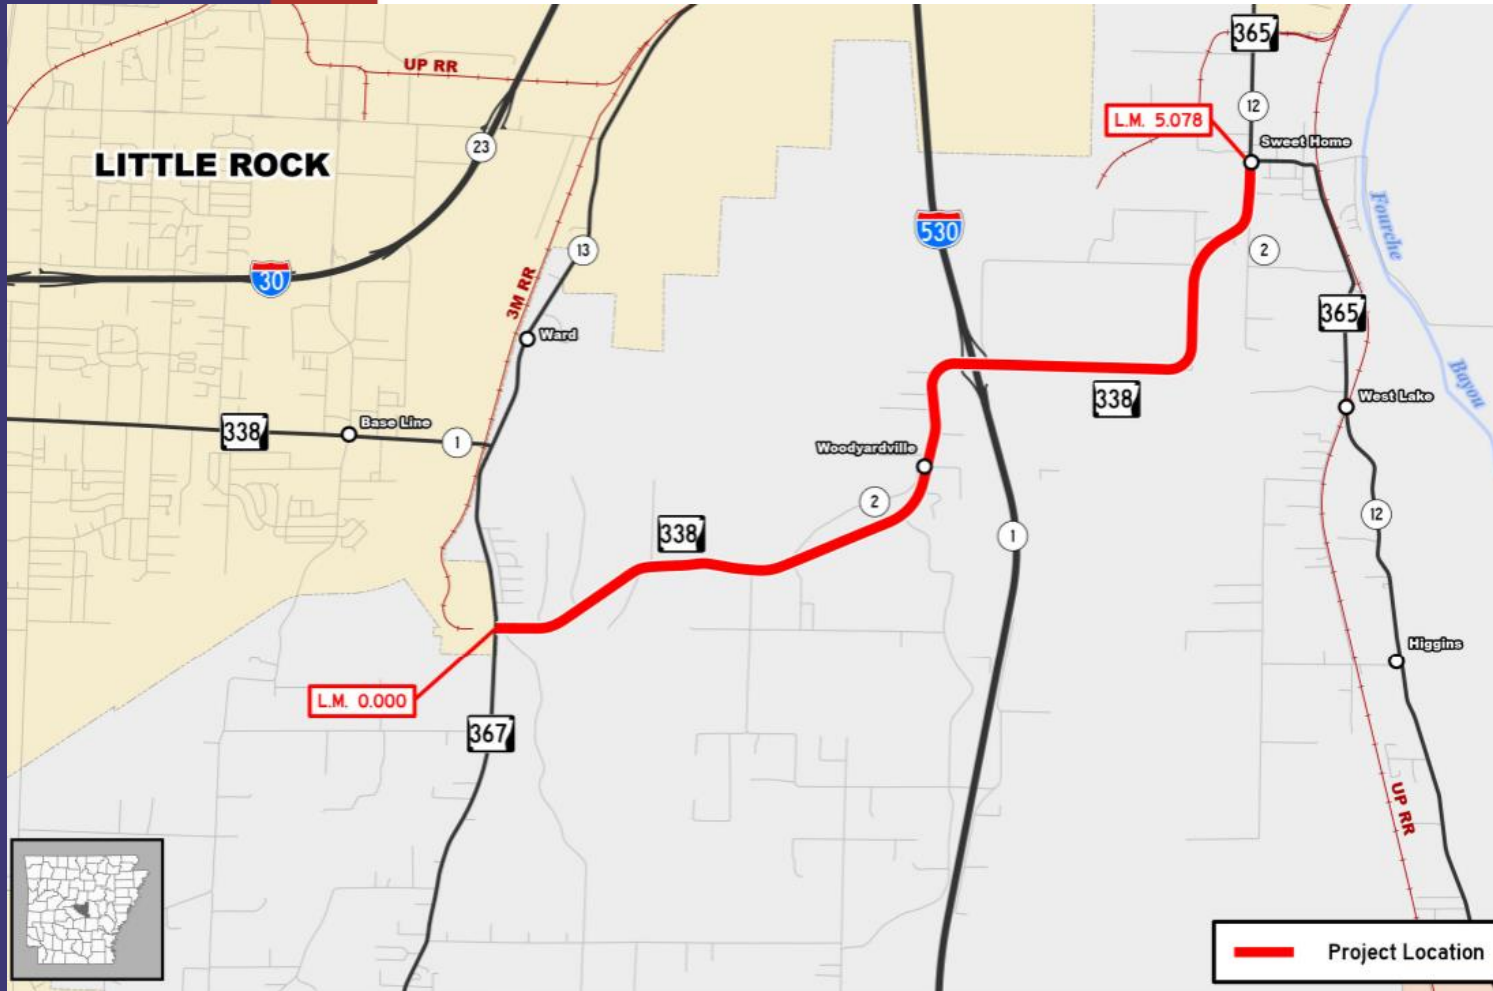 UP RR
365
L.M. 5.078
12
Sweet Home
23
LITTLE ROCK
Fourche
530
13
2
30
3M RR
365
Ward
Bayou
338
West Lake
338
Base Line
1
Woodyardville
2
12
338
1
Higgins
L.M. 0.000
367
UP RR
Project Location